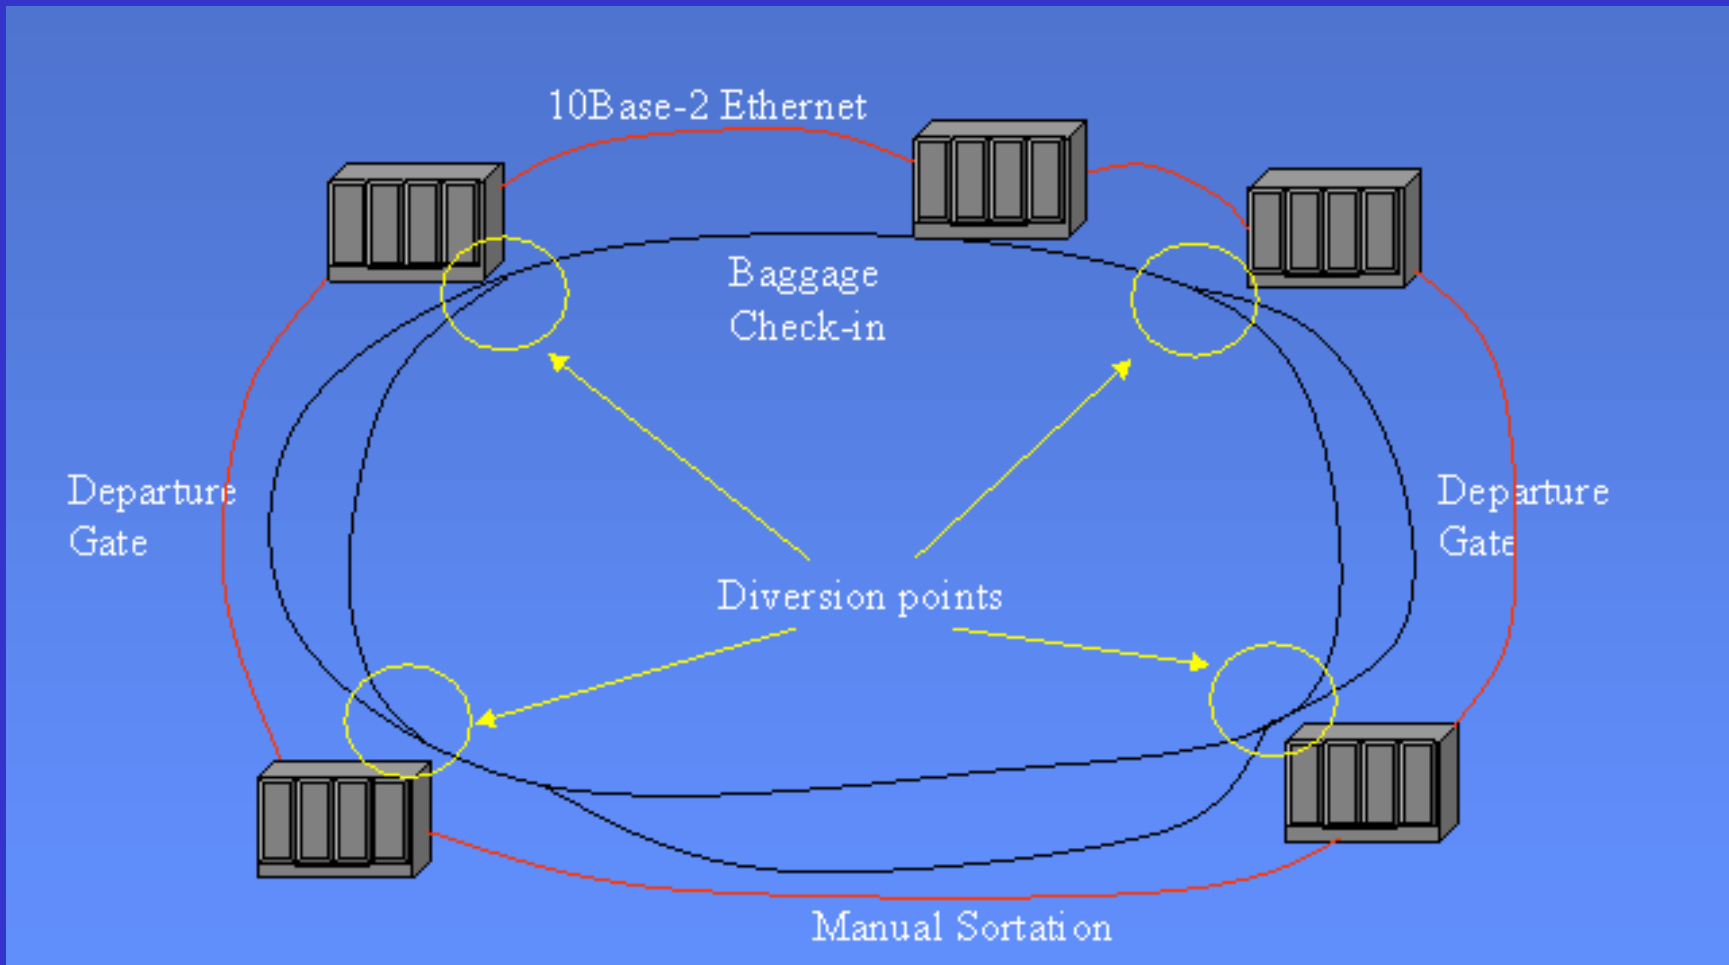 10Base-2 Ethernet
Baggage
Check-in
Departure
Gate
Departure
Gate
Diversion points
Manual Sortation